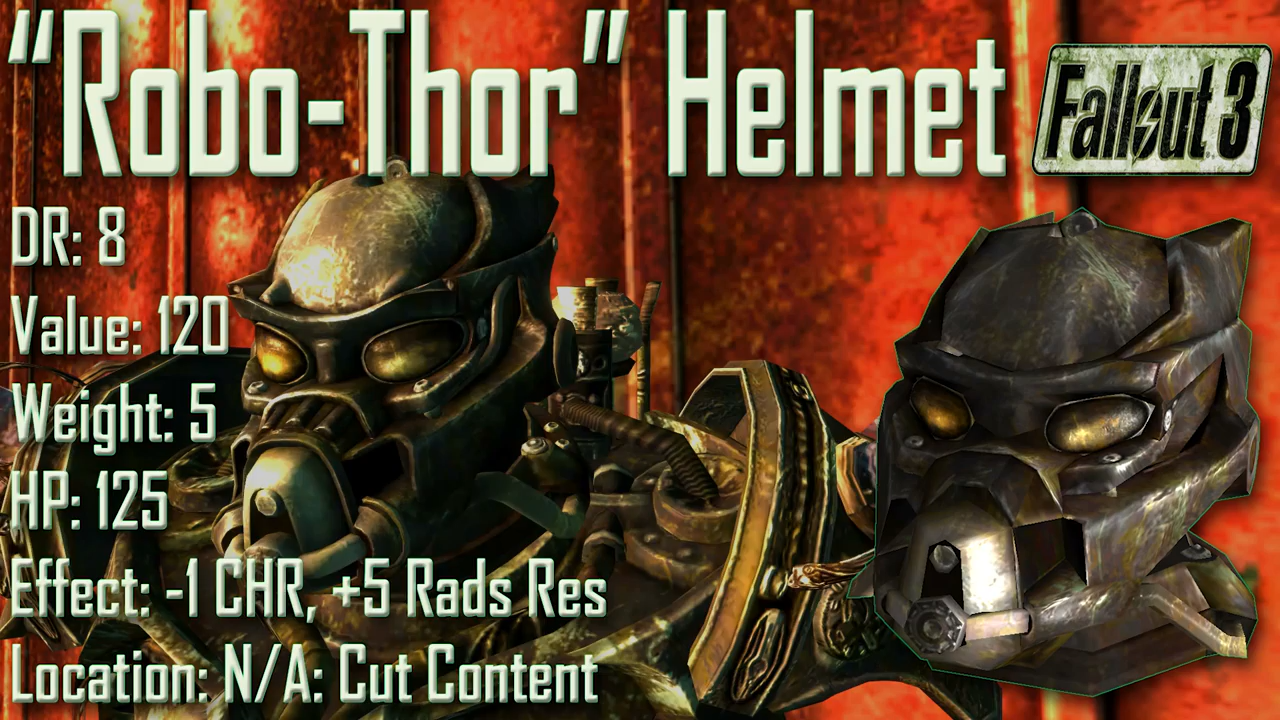 “Robo-Thor” Helmet
Fallout 3
DR: 8
Value: 120
Weight: 5
HP: 125
Effect: -1 CHR, +5 Rads Res
Location: N/A: Cut Content